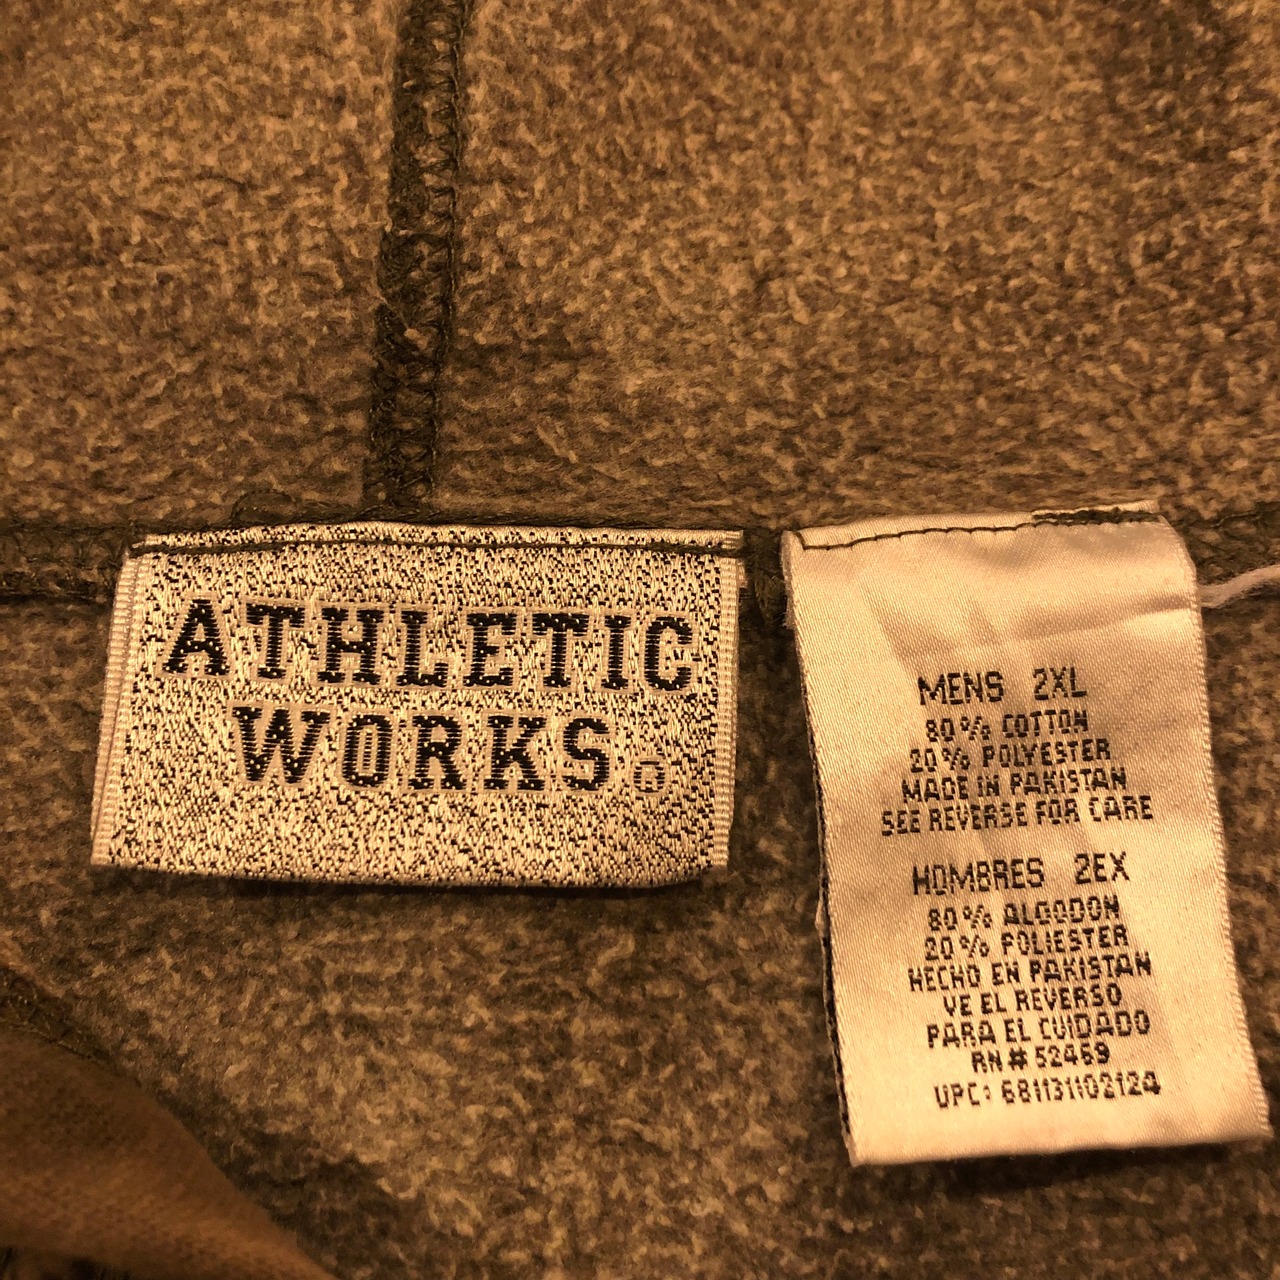 ATHLETIC
WORKS®
MENS 2XL
80% COTTON
20% POLYESTER
MADE IN PAKISTAN
SEE REVERSE FOR CARE
HOMBRES 2EX
80% ALGODON
20% POLIESTER
HECHO EN PAKISTAN
VE EL REVERSO
PARA EL CUIDADO
RN# 52469
UPC: 681131102124